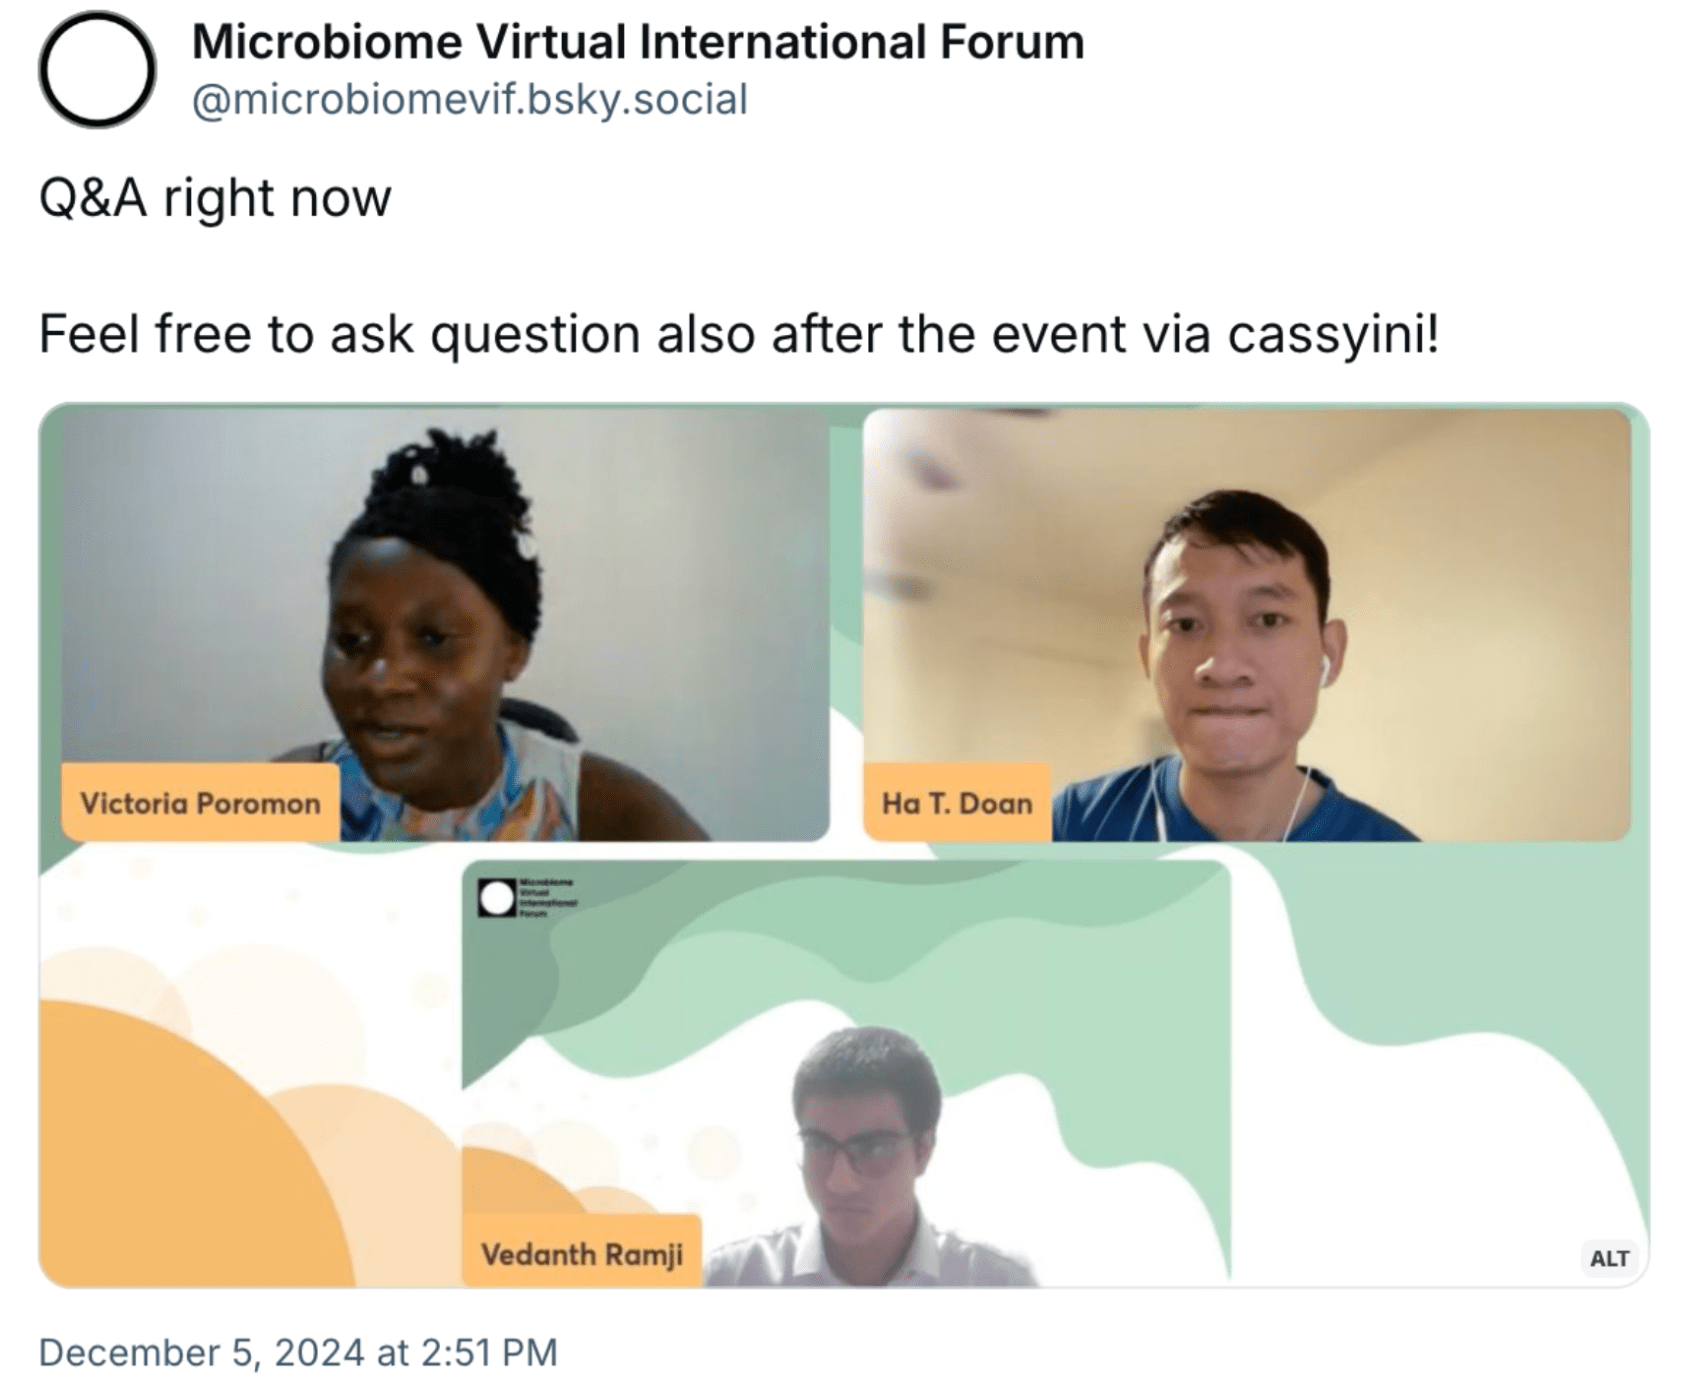 Microbiome Virtual International Forum
@microbiomevif.bsky.social
Q&A right now
Feel free to ask question also after the event via cassyini!
Victoria Poromon
Ha T. Doan
Microbiome
Virtual
International
Forum
Vedanth Ramji
ALT
December 5, 2024 at 2:51 PM